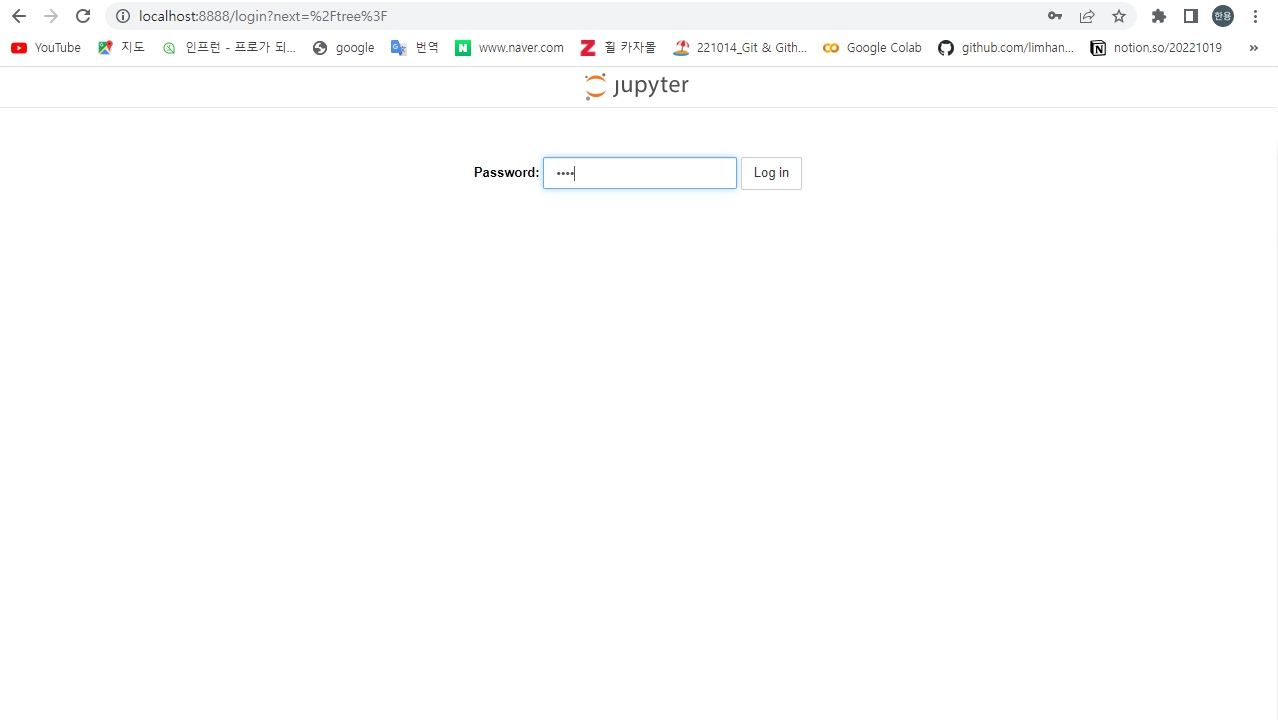 localhost:8888/login?next=%2Ftree%3F
한용
YouTube 지도 인프런 - 프로가 되... google 번역 www.naver.com 휠 카자몰 221014_Git & Gith... Google Colab github.com/limhan... notion.so/20221019 »
jupyter
Password: •••• Log in